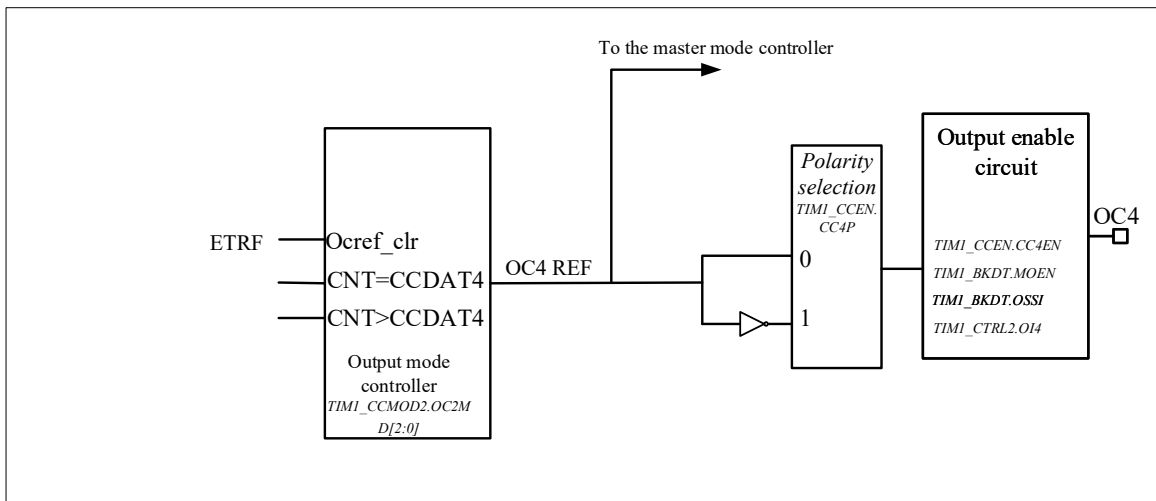 To the master mode controller
Output enable
circuit
Polarity
selection
TIM1_CCEN.
CC4P
OC4
ETRF
Ocref_clr
TIM1_CCEN.CC4EN
0
OC4 REF
CNT=CCDAT4
TIM1_BKDT.MOEN
TIM1_BKDT.OSSI
CNT>CCDAT4
1
TIM1_CTRL2.OI4
Output mode
controller
TIM1_CCMOD2.OC2M
D[2:0]